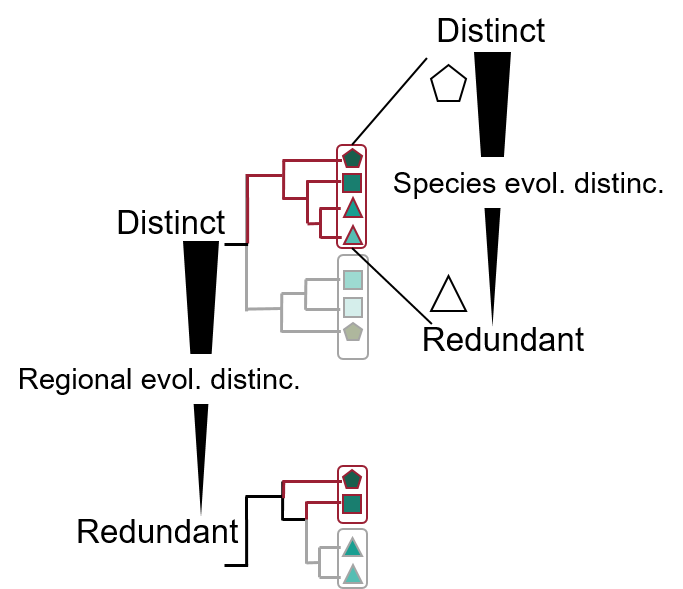 Distinct
Species evol. distinc.
Distinct
Redundant
Regional evol. distinc.
Redundant